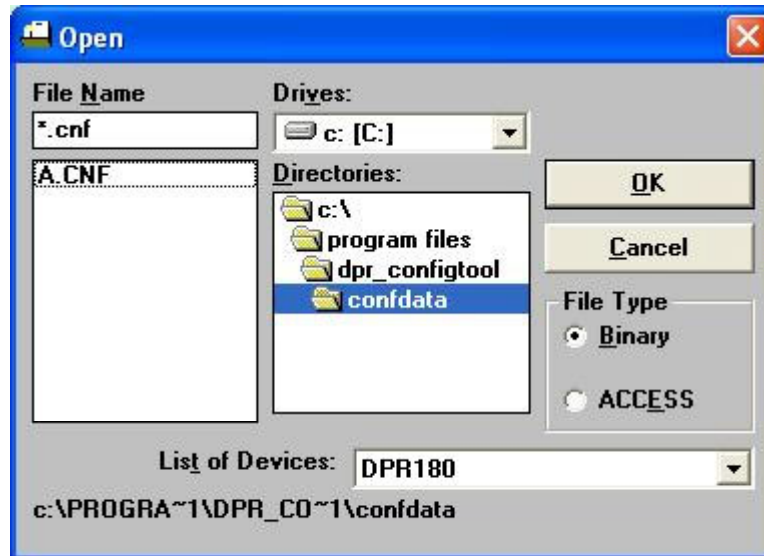 Open
File Name
*.cnf
A.CNF
Drives:
c: [C:]
Directories:
c:\
program files
dpr_configtool
confdata
OK
Cancel
File Type
Binary
ACCESS
List of Devices: DPR180
c:\PROGRA~1\DPR_CO~1\confdata